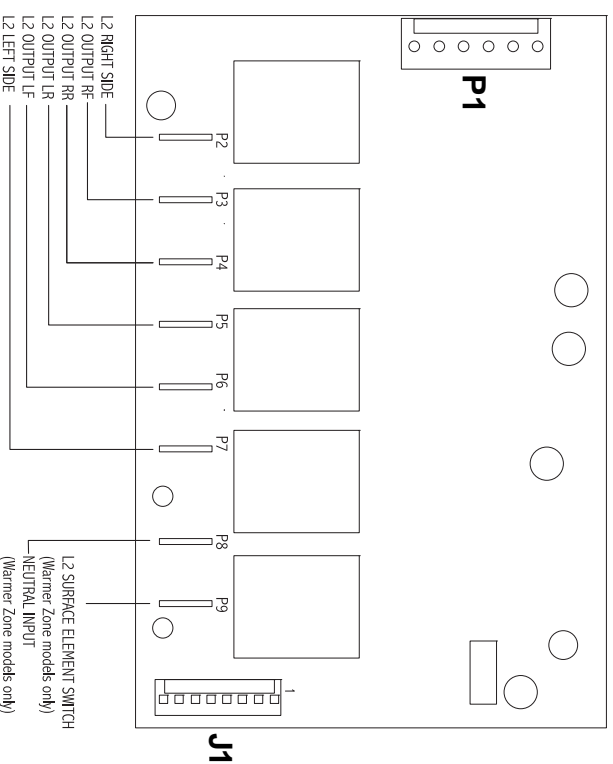 P1
P2
P3
P4
P5
P6
P7
P8
P9
1
J1
L2 RIGHT SIDE
L2 OUTPUT RF
L2 OUTPUT RR
L2 OUTPUT LR
L2 OUTPUT LF
L2 LEFT SIDE
L2 SURFACE ELEMENT SWITCH
(Warmer Zone models only)
NEUTRAL INPUT
(Warmer Zone models only)